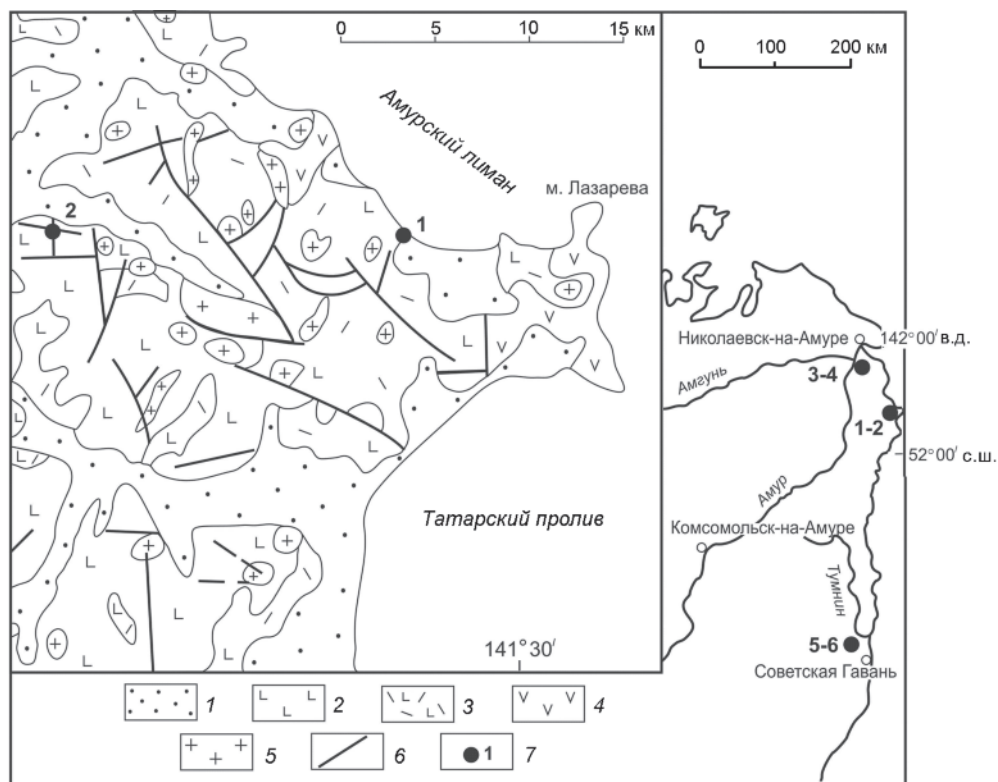 0 5 10 15 км
0 100 200 км
Амурский лиман
м. Лазарева
2
1
Николаевск-на-Амуре
142°00′ в.д.
Амгунь
3-4
1-2
52°00′ с.ш.
Амур
Татарский пролив
Комсомольск-на-Амуре
Тумнин
5-6
Советская Гавань
141°30′
1
2
3
4
5
6
1 7